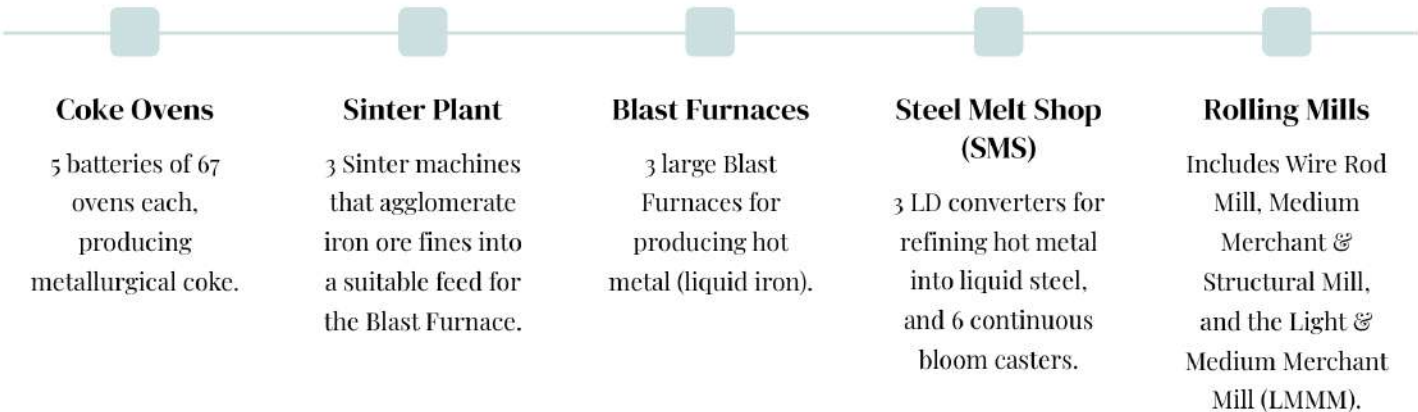 Coke Ovens
5 batteries of 67
ovens each,
producing
metallurgical coke.
Sinter Plant
3 Sinter machines
that agglomerate
iron ore fines into
a suitable feed for
the Blast Furnace.
Blast Furnaces
3 large Blast
Furnaces for
producing hot
metal (liquid iron).
Steel Melt Shop
(SMS)
3 LD converters for
refining hot metal
into liquid steel,
and 6 continuous
bloom casters.
Rolling Mills
Includes Wire Rod
Mill, Medium
Merchant &
Structural Mill,
and the Light &
Medium Merchant
Mill (LMMM).